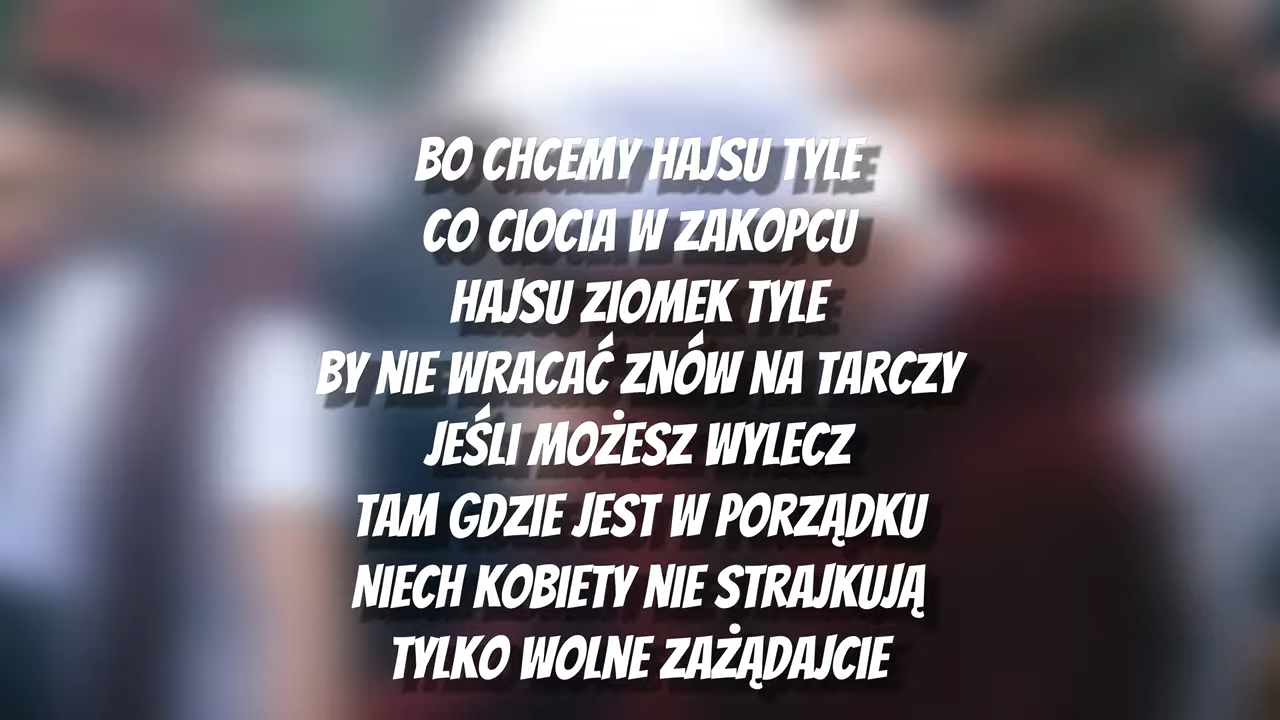 BO CHCEMY HAJSU TYLE
CO CIOCIA W ZAKOPCU
HAJSU ZIOMEK TYLE
BY NIE WRACAĆ ZNÓW NA TARCZY
JEŚLI MOŻESZ WYLECZ
TAM GDZIE JEST W PORZĄDKU
NIECH KOBIETY NIE STRAJKUJĄ
TYLKO WOLNE ZAŻĄDAJCIE